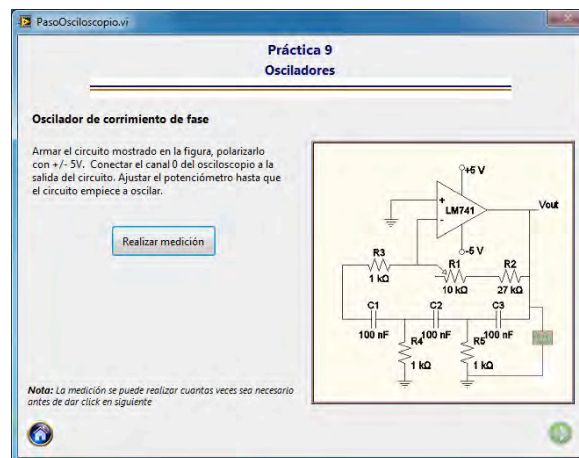 PasoOsciloscopio.vi
Práctica 9
Osciladores
Oscilador de corrimiento de fase
Armar el circuito mostrado en la figura, polarizarlo
con +/- 5V. Conectar el canal 0 del osciloscopio a la
salida del circuito. Ajustar el potenciómetro hasta que
el circuito empiece a oscilar.
Realizar medición
+5 V
+
LM741
-
Vout
-5 V
R3
1 kΩ
R1
10 kΩ
R2
27 kΩ
C1
100 nF
C2
100 nF
C3
100 nF
R4
1 kΩ
R5
1 kΩ
Nota: La medición se puede realizar cuantas veces sea necesario
antes de dar click en siguiente